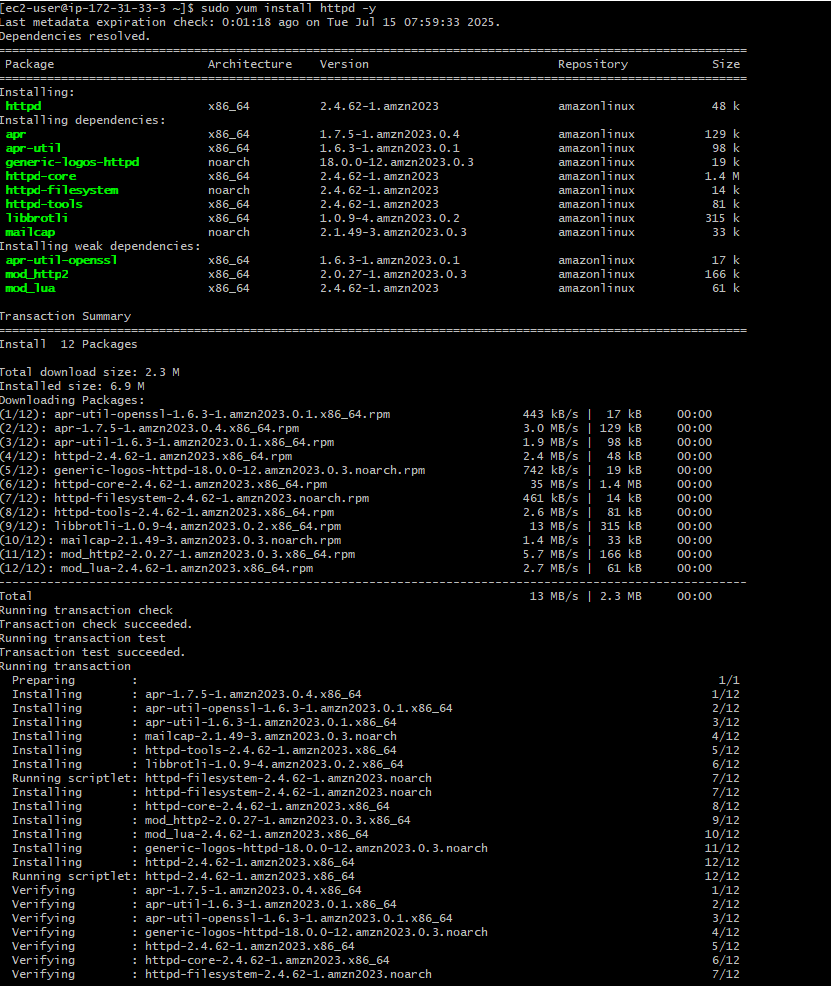 [ec2-user@ip-172-31-33-3 ~]$ sudo yum install httpd -y
Last metadata expiration check: 0:01:18 ago on Tue Jul 15 07:59:33 2025.
Dependencies resolved.
================================================================================
Package Architecture Version Repository Size
================================================================================
Installing:
httpd x86_64 2.4.62-1.amzn2023 amazonlinux 48 k
Installing dependencies:
apr x86_64 1.7.5-1.amzn2023.0.4 amazonlinux 129 k
apr-util x86_64 1.6.3-1.amzn2023.0.1 amazonlinux 98 k
generic-logos-httpd noarch 18.0.0-12.amzn2023.0.3 amazonlinux 19 k
httpd-core x86_64 2.4.62-1.amzn2023 amazonlinux 1.4 M
httpd-filesystem noarch 2.4.62-1.amzn2023 amazonlinux 14 k
httpd-tools x86_64 2.4.62-1.amzn2023 amazonlinux 81 k
libbrotli x86_64 1.0.9-4.amzn2023.0.2 amazonlinux 315 k
mailcap noarch 2.1.49-3.amzn2023.0.3 amazonlinux 33 k
Installing weak dependencies:
apr-util-openssl x86_64 1.6.3-1.amzn2023.0.1 amazonlinux 17 k
mod_http2 x86_64 2.0.27-1.amzn2023.0.3 amazonlinux 166 k
mod_lua x86_64 2.4.62-1.amzn2023 amazonlinux 61 k
Transaction Summary
================================================================================
Install 12 Packages
Total download size: 2.3 M
Installed size: 6.9 M
Downloading Packages:
(1/12): apr-util-openssl-1.6.3-1.amzn2023.0.1.x86_64.rpm 443 kB/s | 17 kB 00:00
(2/12): apr-1.7.5-1.amzn2023.0.4.x86_64.rpm 3.0 MB/s | 129 kB 00:00
(3/12): apr-util-1.6.3-1.amzn2023.0.1.x86_64.rpm 1.9 MB/s | 98 kB 00:00
(4/12): httpd-2.4.62-1.amzn2023.x86_64.rpm 2.4 MB/s | 48 kB 00:00
(5/12): generic-logos-httpd-18.0.0-12.amzn2023.0.3.noarch.rpm 742 kB/s | 19 kB 00:00
(6/12): httpd-core-2.4.62-1.amzn2023.x86_64.rpm 35 MB/s | 1.4 MB 00:00
(7/12): httpd-filesystem-2.4.62-1.amzn2023.noarch.rpm 461 kB/s | 14 kB 00:00
(8/12): httpd-tools-2.4.62-1.amzn2023.x86_64.rpm 2.6 MB/s | 81 kB 00:00
(9/12): libbrotli-1.0.9-4.amzn2023.0.2.x86_64.rpm 13 MB/s | 315 kB 00:00
(10/12): mailcap-2.1.49-3.amzn2023.0.3.noarch.rpm 1.4 MB/s | 33 kB 00:00
(11/12): mod_http2-2.0.27-1.amzn2023.0.3.x86_64.rpm 5.7 MB/s | 166 kB 00:00
(12/12): mod_lua-2.4.62-1.amzn2023.x86_64.rpm 2.7 MB/s | 61 kB 00:00
--------------------------------------------------------------------------------
Total 13 MB/s | 2.3 MB 00:00
Running transaction check
Transaction check succeeded.
Running transaction test
Transaction test succeeded.
Running transaction
Preparing : 1/1
Installing : apr-1.7.5-1.amzn2023.0.4.x86_64 1/12
Installing : apr-util-openssl-1.6.3-1.amzn2023.0.1.x86_64 2/12
Installing : apr-util-1.6.3-1.amzn2023.0.1.x86_64 3/12
Installing : mailcap-2.1.49-3.amzn2023.0.3.noarch 4/12
Installing : httpd-tools-2.4.62-1.amzn2023.x86_64 5/12
Installing : libbrotli-1.0.9-4.amzn2023.0.2.x86_64 6/12
Running scriptlet: httpd-filesystem-2.4.62-1.amzn2023.noarch 7/12
Installing : httpd-filesystem-2.4.62-1.amzn2023.noarch 7/12
Installing : httpd-core-2.4.62-1.amzn2023.x86_64 8/12
Installing : mod_http2-2.0.27-1.amzn2023.0.3.x86_64 9/12
Installing : mod_lua-2.4.62-1.amzn2023.x86_64 10/12
Installing : generic-logos-httpd-18.0.0-12.amzn2023.0.3.noarch 11/12
Installing : httpd-2.4.62-1.amzn2023.x86_64 12/12
Running scriptlet: httpd-2.4.62-1.amzn2023.x86_64 12/12
Verifying : apr-1.7.5-1.amzn2023.0.4.x86_64 1/12
Verifying : apr-util-1.6.3-1.amzn2023.0.1.x86_64 2/12
Verifying : apr-util-openssl-1.6.3-1.amzn2023.0.1.x86_64 3/12
Verifying : generic-logos-httpd-18.0.0-12.amzn2023.0.3.noarch 4/12
Verifying : httpd-2.4.62-1.amzn2023.x86_64 5/12
Verifying : httpd-core-2.4.62-1.amzn2023.x86_64 6/12
Verifying : httpd-filesystem-2.4.62-1.amzn2023.noarch 7/12